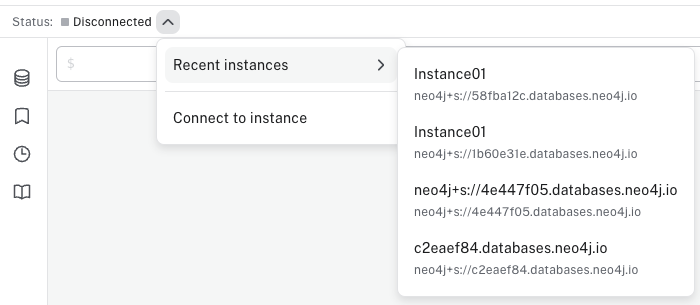 Status: Disconnected
$
Recent instances
Connect to instance
Instance01
neo4j+s://58fba12c.databases.neo4j.io
Instance01
neo4j+s://1b60e31e.databases.neo4j.io
neo4j+s://4e447f05.databases.neo4j.io
neo4j+s://4e447f05.databases.neo4j.io
c2eaef84.databases.neo4j.io
neo4j+s://c2eaef84.databases.neo4j.io